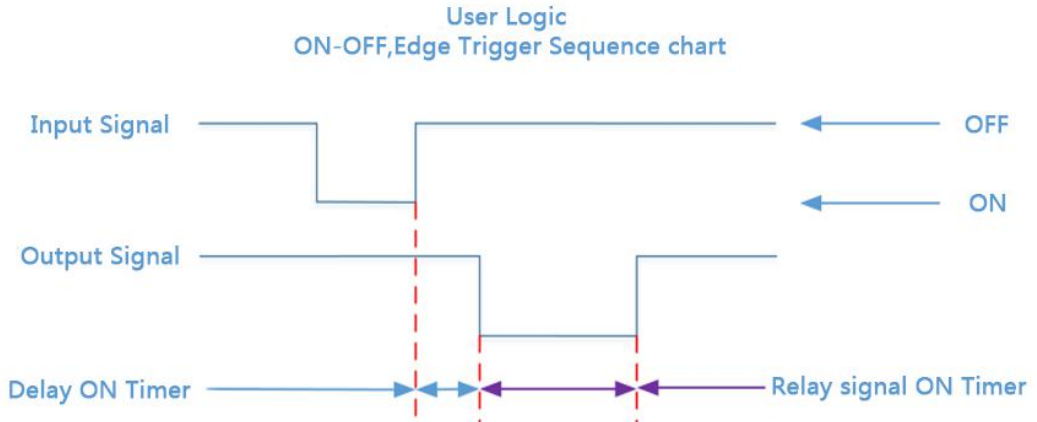 User Logic
ON-OFF,Edge Trigger Sequence chart
Input Signal
OFF
ON
Output Signal
Delay ON Timer
Relay signal ON Timer